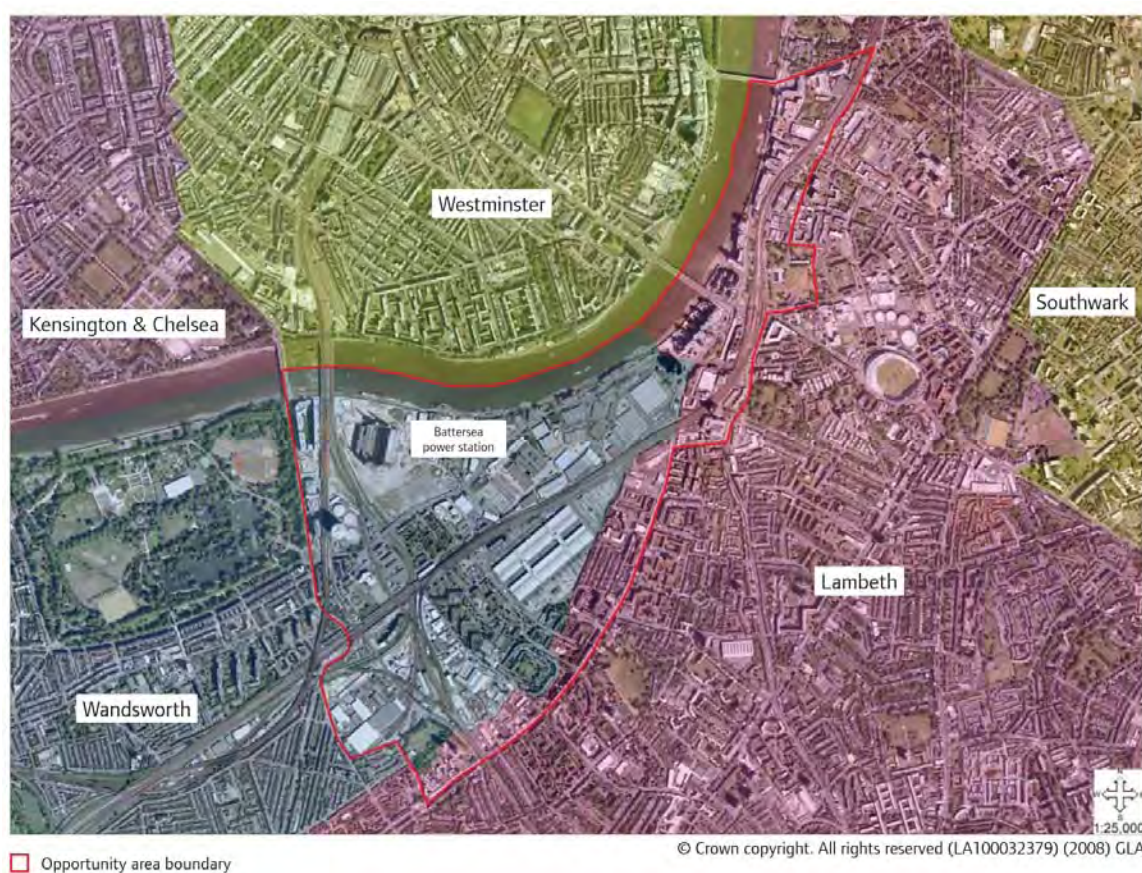 Westminster
Kensington & Chelsea
Southwark
Battersea
power station
Lambeth
Wandsworth
1:25,000
© Crown copyright. All rights reserved (LA100032379) (2008) GLA
Opportunity area boundary